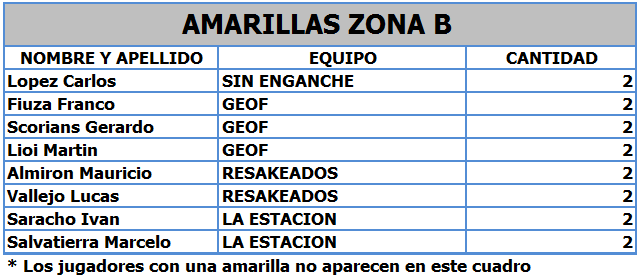 AMARILLAS ZONA B
NOMBRE Y APELLIDO EQUIPO CANTIDAD
Lopez Carlos SIN ENGANCHE 2
Fiuza Franco GEOF 2
Scorians Gerardo GEOF 2
Lioi Martin GEOF 2
Almiron Mauricio RESAKEADOS 2
Vallejo Lucas RESAKEADOS 2
Saracho Ivan LA ESTACION 2
Salvatierra Marcelo LA ESTACION 2
* Los jugadores con una amarilla no aparecen en este cuadro